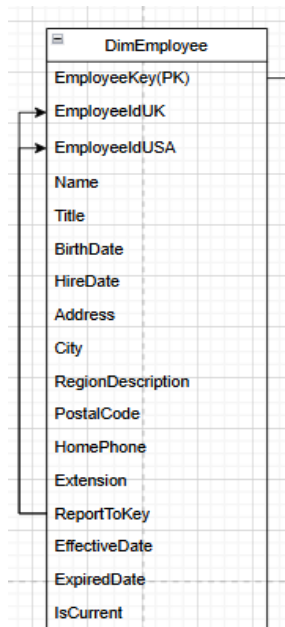 DimEmployee
EmployeeKey(PK)
EmployeeIdUK
EmployeeIdUSA
Name
Title
BirthDate
HireDate
Address
City
RegionDescription
PostalCode
HomePhone
Extension
ReportToKey
EffectiveDate
ExpiredDate
IsCurrent